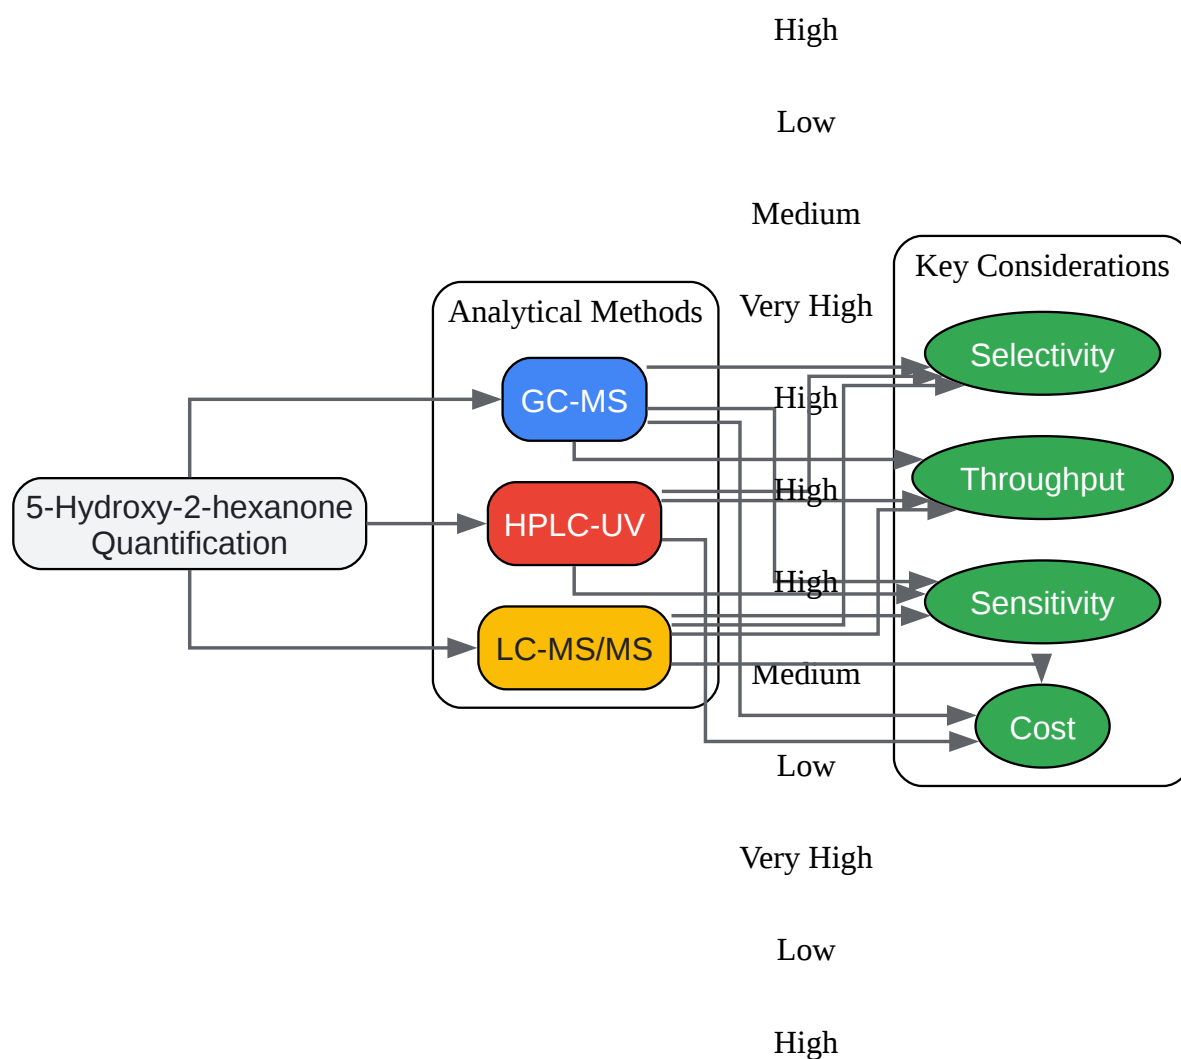 High
Low
Medium
Very High
High
High
High
Medium
Low
Very High
Low
High
5-Hydroxy-2-hexanone
Quantification
Analytical Methods
GC-MS
HPLC-UV
LC-MS/MS
Key Considerations
Selectivity
Throughput
Sensitivity
Cost